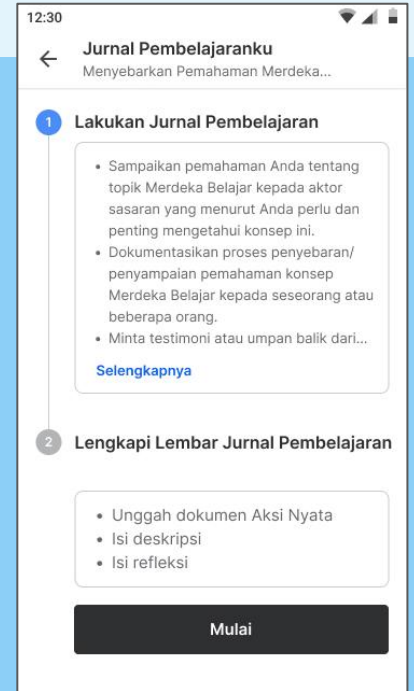 12:30
Jurnal Pembelajaranku
Menyebarkan Pemahaman Merdeka...
1 Lakukan Jurnal Pembelajaran
• Sampaikan pemahaman Anda tentang
topik Merdeka Belajar kepada aktor
sasaran yang menurut Anda perlu dan
penting mengetahui konsep ini.
• Dokumentasikan proses penyebaran/
penyampaian pemahaman konsep
Merdeka Belajar kepada seseorang atau
beberapa orang.
• Minta testimoni atau umpan balik dari...
Selengkapnya
2 Lengkapi Lembar Jurnal Pembelajaran
• Unggah dokumen Aksi Nyata
• Isi deskripsi
• Isi refleksi
Mulai